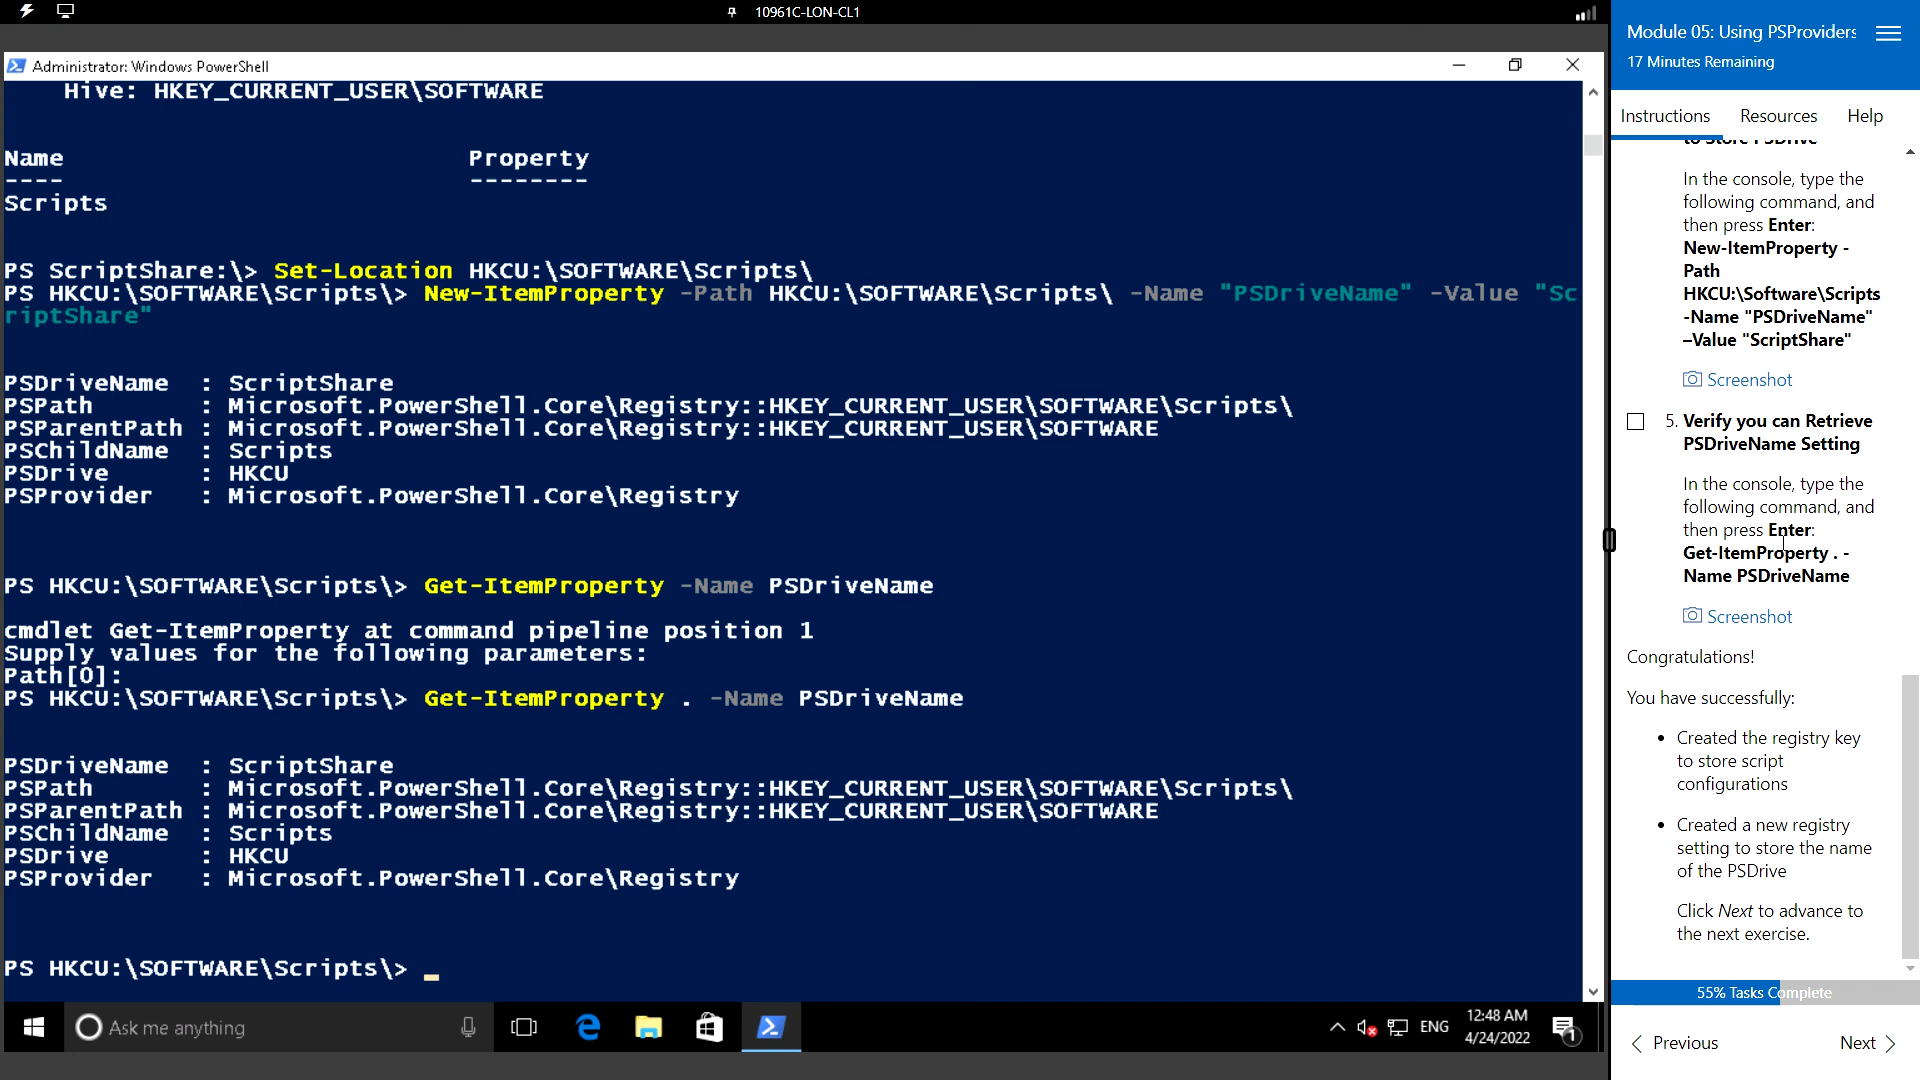 10961C-LON-CL1
Administrator: Windows PowerShell
Hive: HKEY_CURRENT_USER\SOFTWARE
Name                           Property
----                           --------
Scripts
PS ScriptShare:\> Set-Location HKCU:\SOFTWARE\Scripts\
PS HKCU:\SOFTWARE\Scripts\> New-ItemProperty -Path HKCU:\SOFTWARE\Scripts\ -Name "PSDriveName" -Value "Sc
riptShare"
PSDriveName  : ScriptShare
PSPath       : Microsoft.PowerShell.Core\Registry::HKEY_CURRENT_USER\SOFTWARE\Scripts\
PSParentPath : Microsoft.PowerShell.Core\Registry::HKEY_CURRENT_USER\SOFTWARE
PSChildName  : Scripts
PSDrive      : HKCU
PSProvider   : Microsoft.PowerShell.Core\Registry
PS HKCU:\SOFTWARE\Scripts\> Get-ItemProperty -Name PSDriveName
cmdlet Get-ItemProperty at command pipeline position 1
Supply values for the following parameters:
Path[0]:
PS HKCU:\SOFTWARE\Scripts\> Get-ItemProperty . -Name PSDriveName
PSDriveName  : ScriptShare
PSPath       : Microsoft.PowerShell.Core\Registry::HKEY_CURRENT_USER\SOFTWARE\Scripts\
PSParentPath : Microsoft.PowerShell.Core\Registry::HKEY_CURRENT_USER\SOFTWARE
PSChildName  : Scripts
PSDrive      : HKCU
PSProvider   : Microsoft.PowerShell.Core\Registry
PS HKCU:\SOFTWARE\Scripts\>
Ask me anything
ENG
12:48 AM
4/24/2022
1
Module 05: Using PSProviders
17 Minutes Remaining
Instructions Resources Help
to Store PSDrive
In the console, type the
following command, and
then press Enter:
New-ItemProperty -
Path
HKCU:\Software\Scripts
-Name "PSDriveName"
–Value "ScriptShare"
Screenshot
5. Verify you can Retrieve
PSDriveName Setting
In the console, type the
following command, and
then press Enter:
Get-ItemProperty . -
Name PSDriveName
Screenshot
Congratulations!
You have successfully:
• Created the registry key
to store script
configurations
• Created a new registry
setting to store the name
of the PSDrive
Click Next to advance to
the next exercise.
55% Tasks Complete
Previous
Next